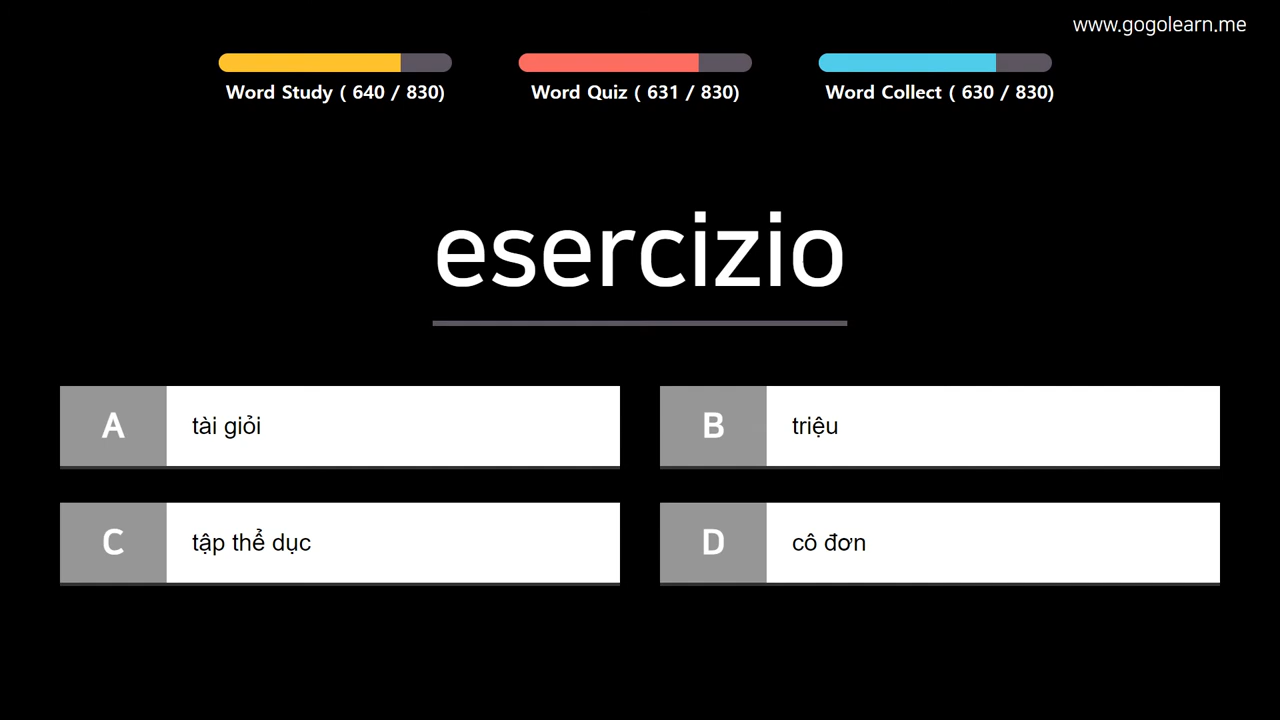 www.gogolearn.me
Word Study ( 640 / 830)
Word Quiz ( 631 / 830)
Word Collect ( 630 / 830)
esercizio
A
tài giỏi
B
triệu
C
tập thể dục
D
cô đơn